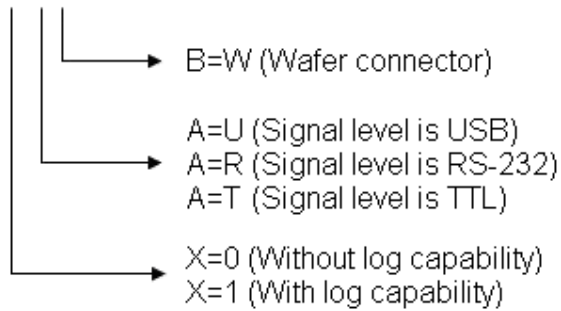 B=W (Wafer connector)
A=U (Signal level is USB)
A=R (Signal level is RS-232)
A=T (Signal level is TTL)
X=0 (Without log capability)
X=1 (With log capability)